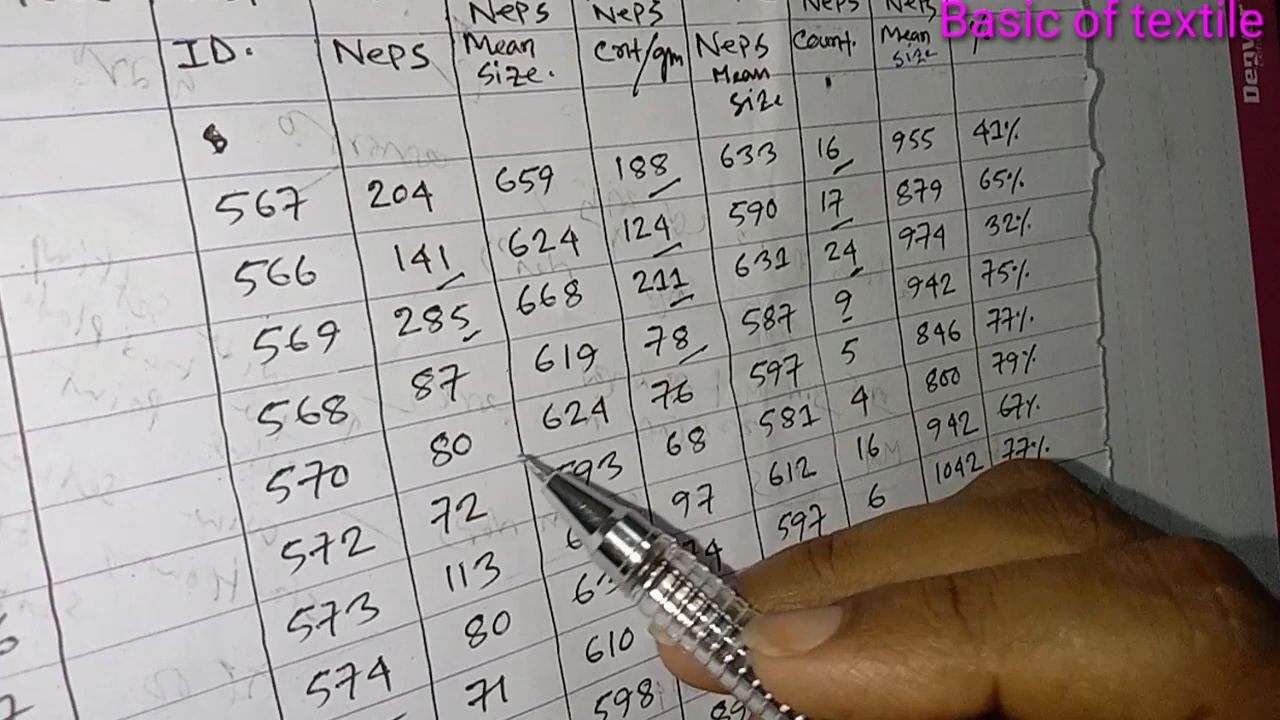 Basic of textile
Neps Neps Neps Neps
ID. Neps Mean size. Cnt/gm Neps Mean size Count. Mean size %
567 204 659 188 633 16 955 41%
566 141 624 124 590 17 879 65%
569 285 668 211 631 24 974 32%
568 87 619 78 587 9 942 75%
570 80 624 76 597 5 846 77%
572 72 593 68 581 4 800 79%
573 113 97 612 16 942 67%
574 80 597 6 1042 77%
71 610
598